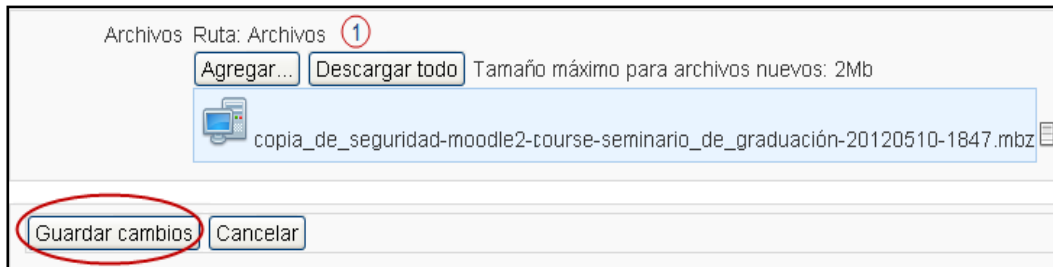 Archivos Ruta: Archivos 1
Agregar... Descargar todo Tamaño máximo para archivos nuevos: 2Mb
copia_de_seguridad-moodle2-course-seminario_de_graduación-20120510-1847.mbz
Guardar cambios Cancelar